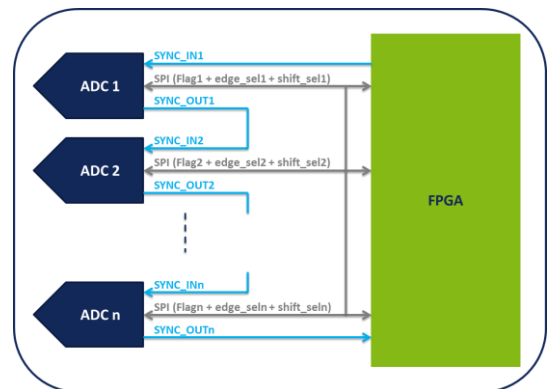 SYNC_IN1
ADC 1
SPI (Flag1 + edge_sel1 + shift_sel1)
SYNC_OUT1
SYNC_IN2
ADC 2
SPI (Flag2 + edge_sel2 + shift_sel2)
SYNC_OUT2
FPGA
SYNC_INn
ADC n
SPI (Flagn + edge_seln + shift_seln)
SYNC_OUTn